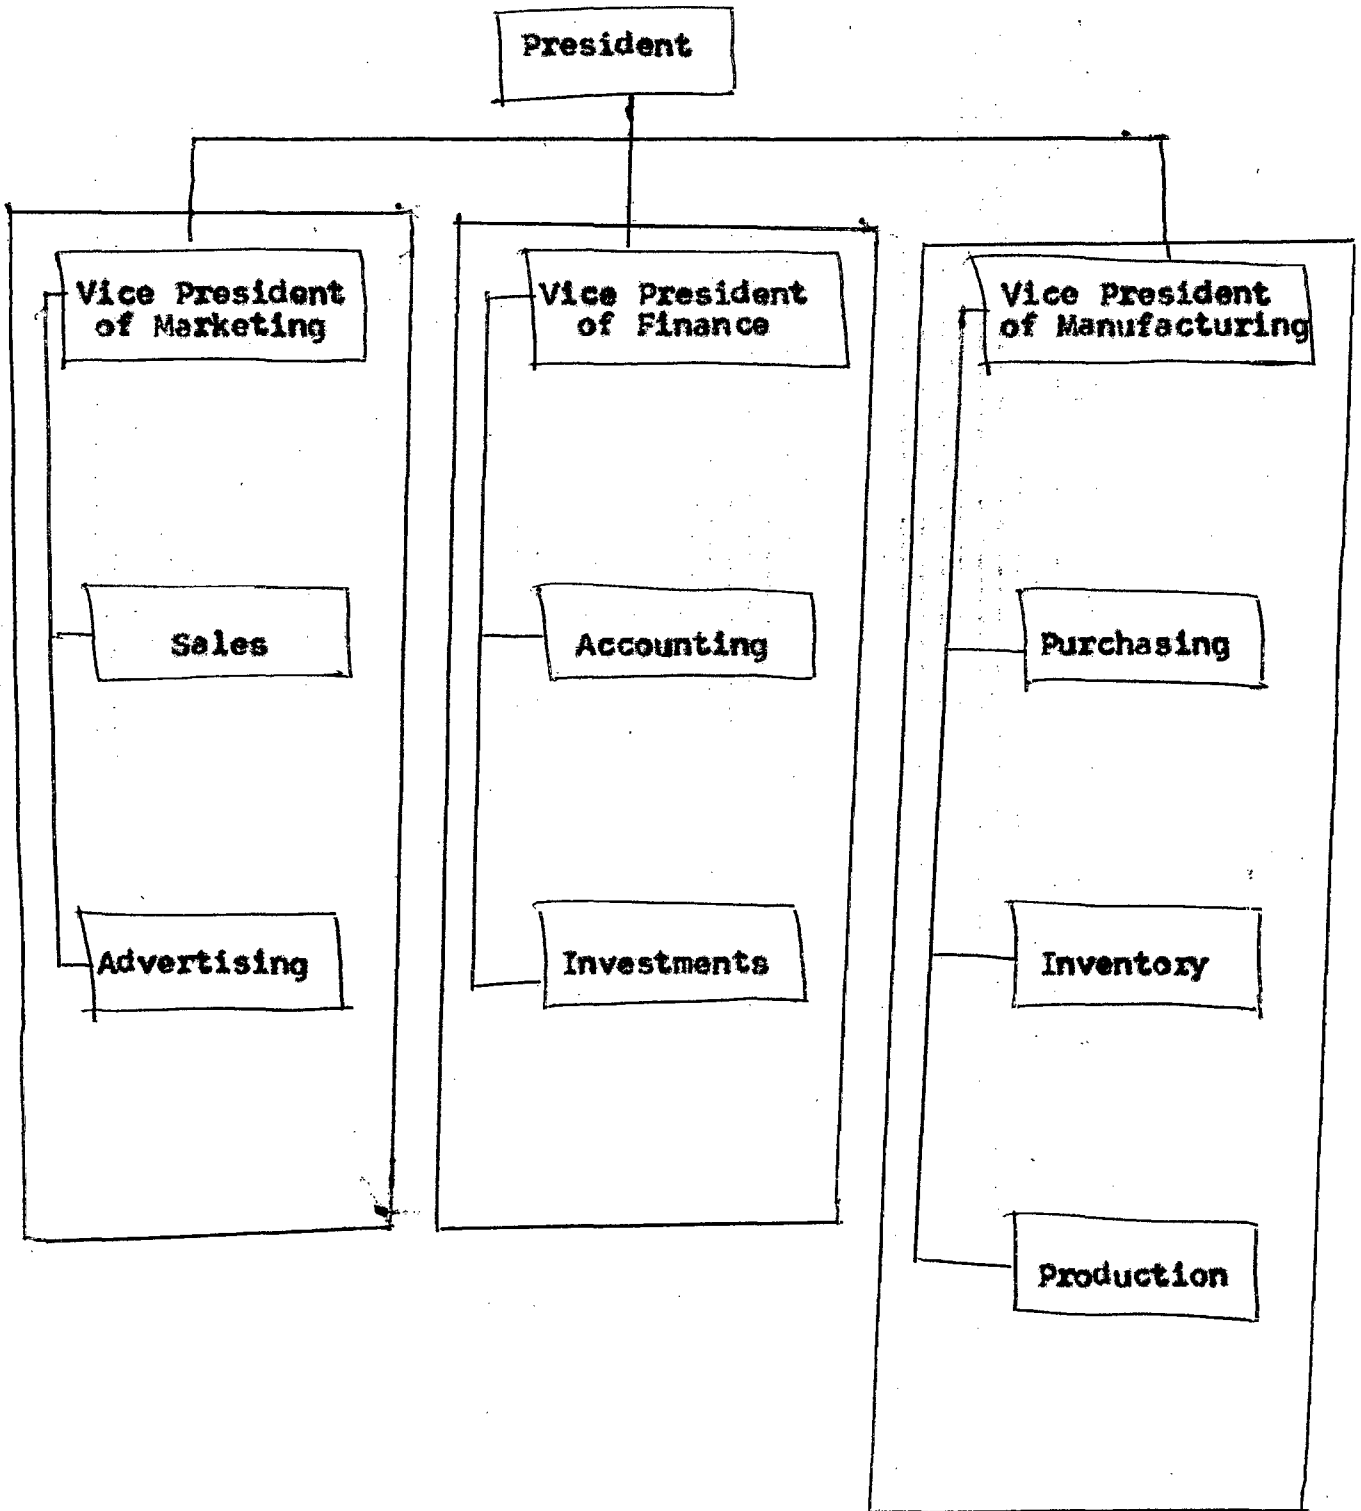 President
Vice President
of Marketing
Vice President
of Finance
Vice President
of Manufacturing
Sales
Accounting
Purchasing
Advertising
Investments
Inventory
Production